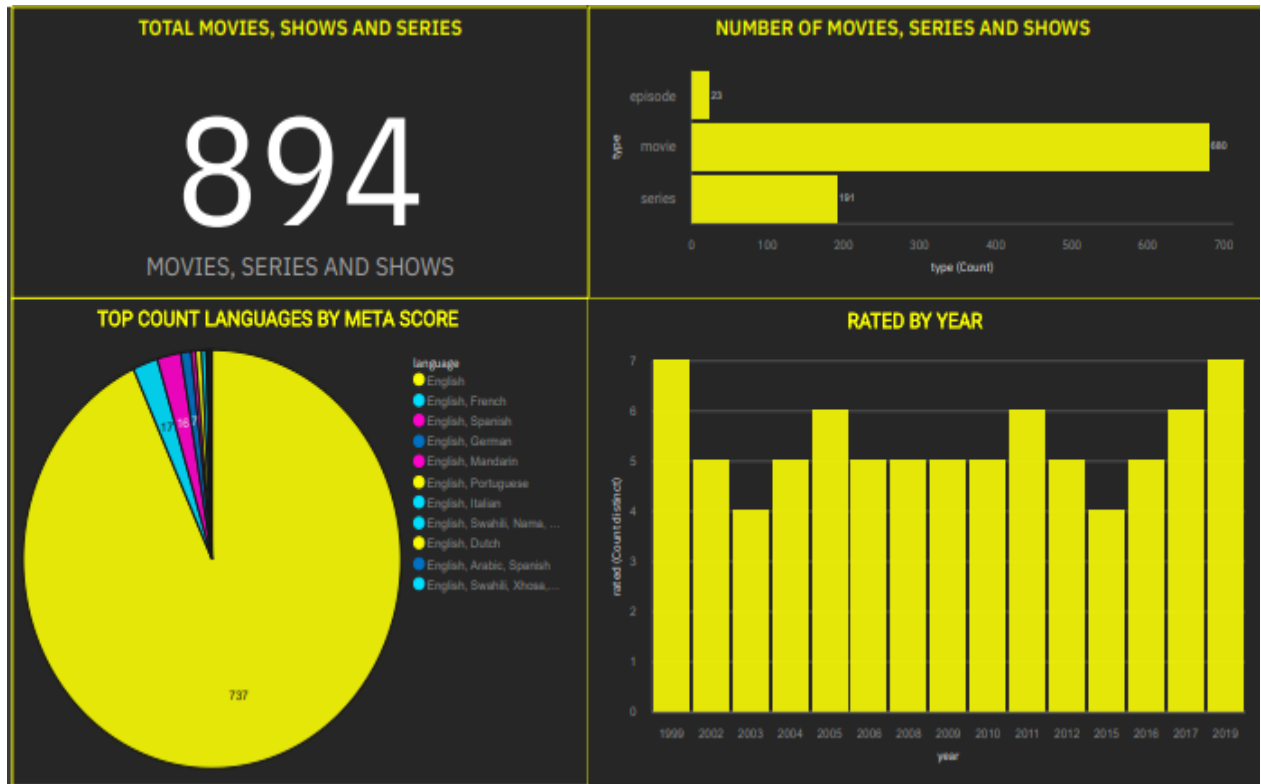 TOTAL MOVIES, SHOWS AND SERIES
894
MOVIES, SERIES AND SHOWS
NUMBER OF MOVIES, SERIES AND SHOWS
type
episode
23
movie
680
series
191
0 100 200 300 400 500 600 700
type (Count)
TOP COUNT LANGUAGES BY META SCORE
17
16
7
737
language
English
English, French
English, Spanish
English, German
English, Mandarin
English, Portuguese
English, Italian
English, Swahili, Nama, ...
English, Dutch
English, Arabic, Spanish
English, Swahili, Xhosa,...
RATED BY YEAR
rated (Count distinct)
7
6
5
4
3
2
1
0
1999 2002 2003 2004 2005 2006 2008 2009 2010 2011 2012 2015 2016 2017 2019
year